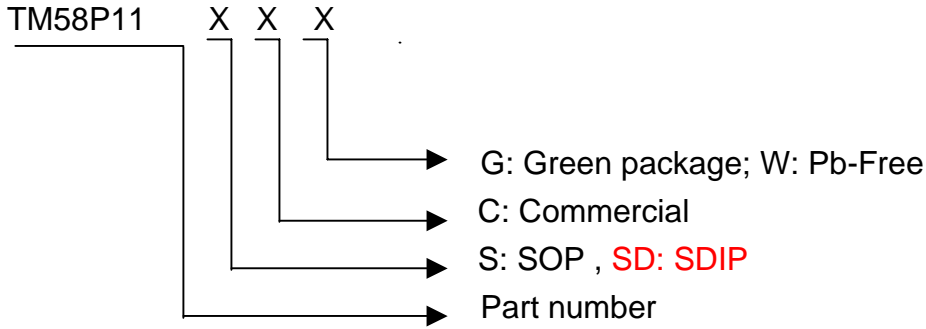 TM58P11 X X X .
G: Green package; W: Pb-Free
C: Commercial
S: SOP , SD: SDIP
Part number